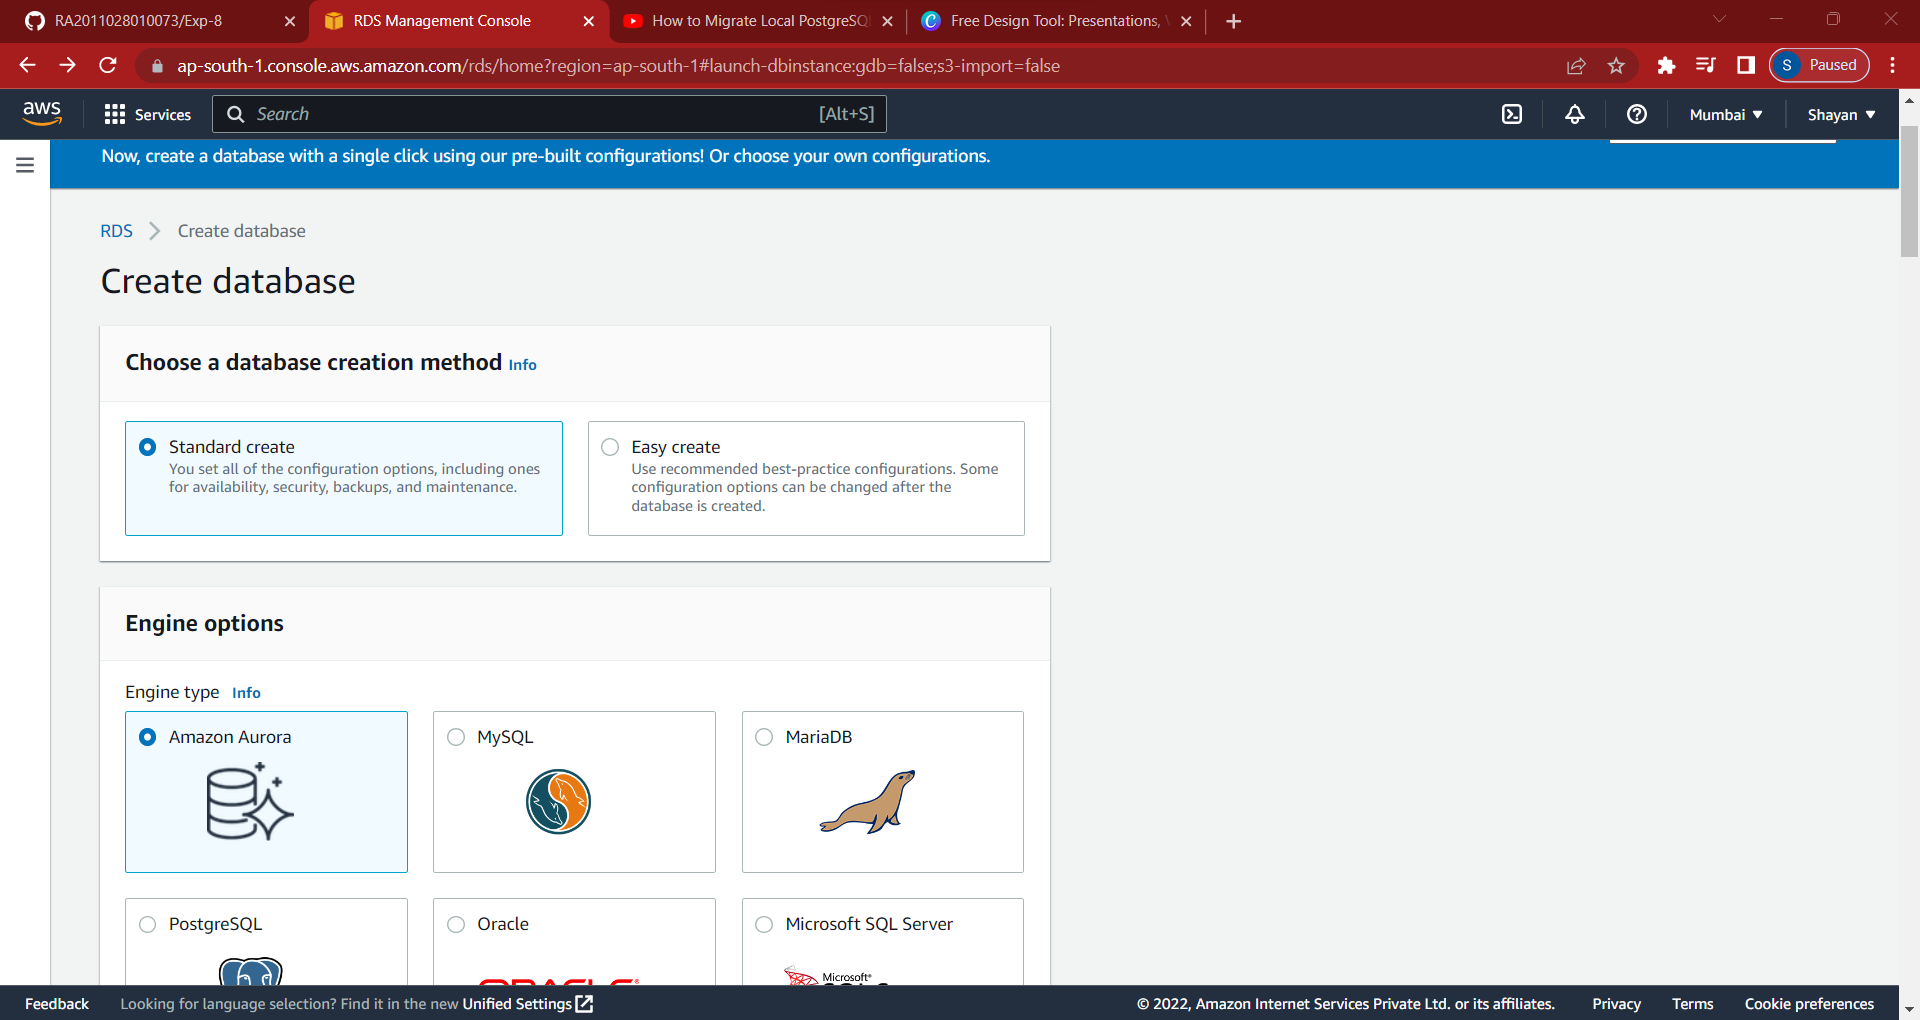 RA2011028010073/Exp-8
RDS Management Console
How to Migrate Local PostgreSQ
Free Design Tool: Presentations,
ap-south-1.console.aws.amazon.com/rds/home?region=ap-south-1#launch-dbinstance:gdb=false;s3-import=false
S Paused
aws Services Search [Alt+S] Mumbai Shayan
Now, create a database with a single click using our pre-built configurations! Or choose your own configurations.
RDS Create database
Create database
Choose a database creation method Info
Standard create
You set all of the configuration options, including ones
for availability, security, backups, and maintenance.
Easy create
Use recommended best-practice configurations. Some
configuration options can be changed after the
database is created.
Engine options
Engine type Info
Amazon Aurora
MySQL
MariaDB
PostgreSQL
Oracle
ORACLE
Microsoft SQL Server
Microsoft®
Feedback Looking for language selection? Find it in the new Unified Settings © 2022, Amazon Internet Services Private Ltd. or its affiliates. Privacy Terms Cookie preferences